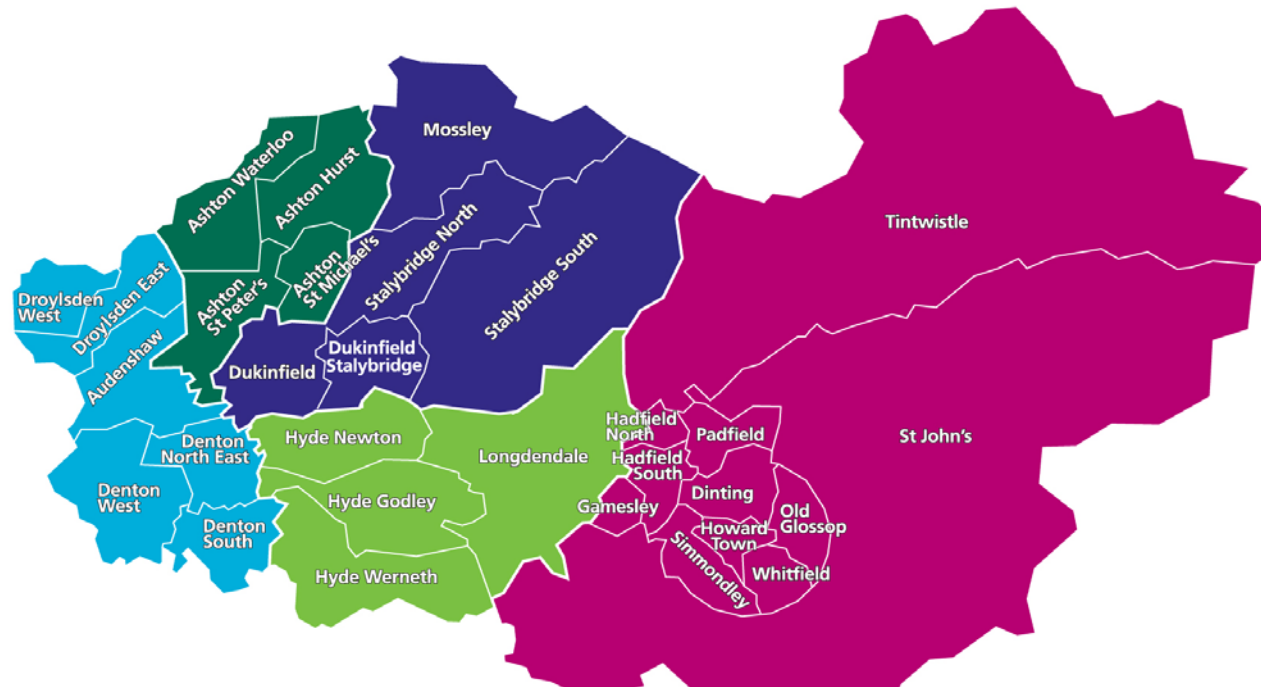 Mossley
Ashton Waterloo
Ashton Hurst
Tintwistle
Stalybridge North
Ashton
St Michael's
Stalybridge South
Ashton
St Peter's
Droylsden East
Droylsden
West
Audenshaw
Dukinfield
Stalybridge
Dukinfield
Hadfield
North
Padfield
St John's
Hyde Newton
Denton
North East
Longdendale
Hadfield
South
Denton
West
Hyde Godley
Gamesley
Dinting
Old
Glossop
Denton
South
Howard
Town
Simmondley
Whitfield
Hyde Werneth